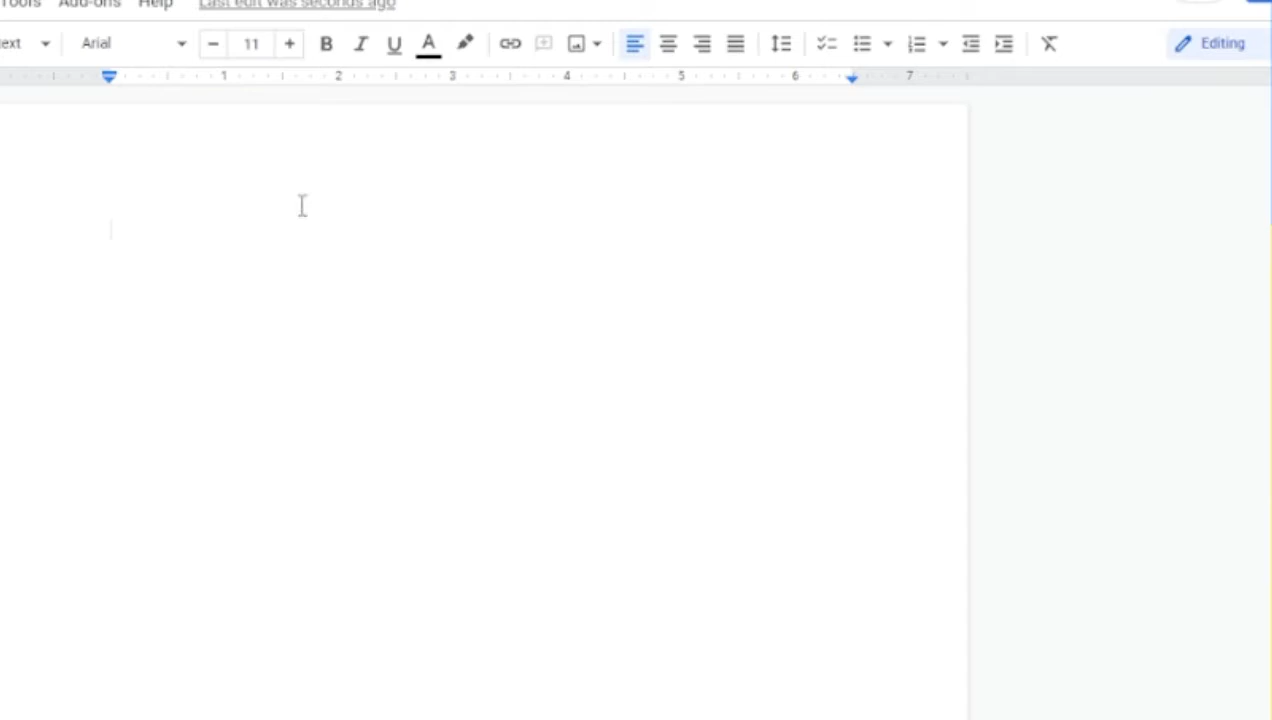 Tools Add-ons Help Last edit was seconds ago
ext Arial 11 B I U A Editing
1 2 3 4 5 6 7